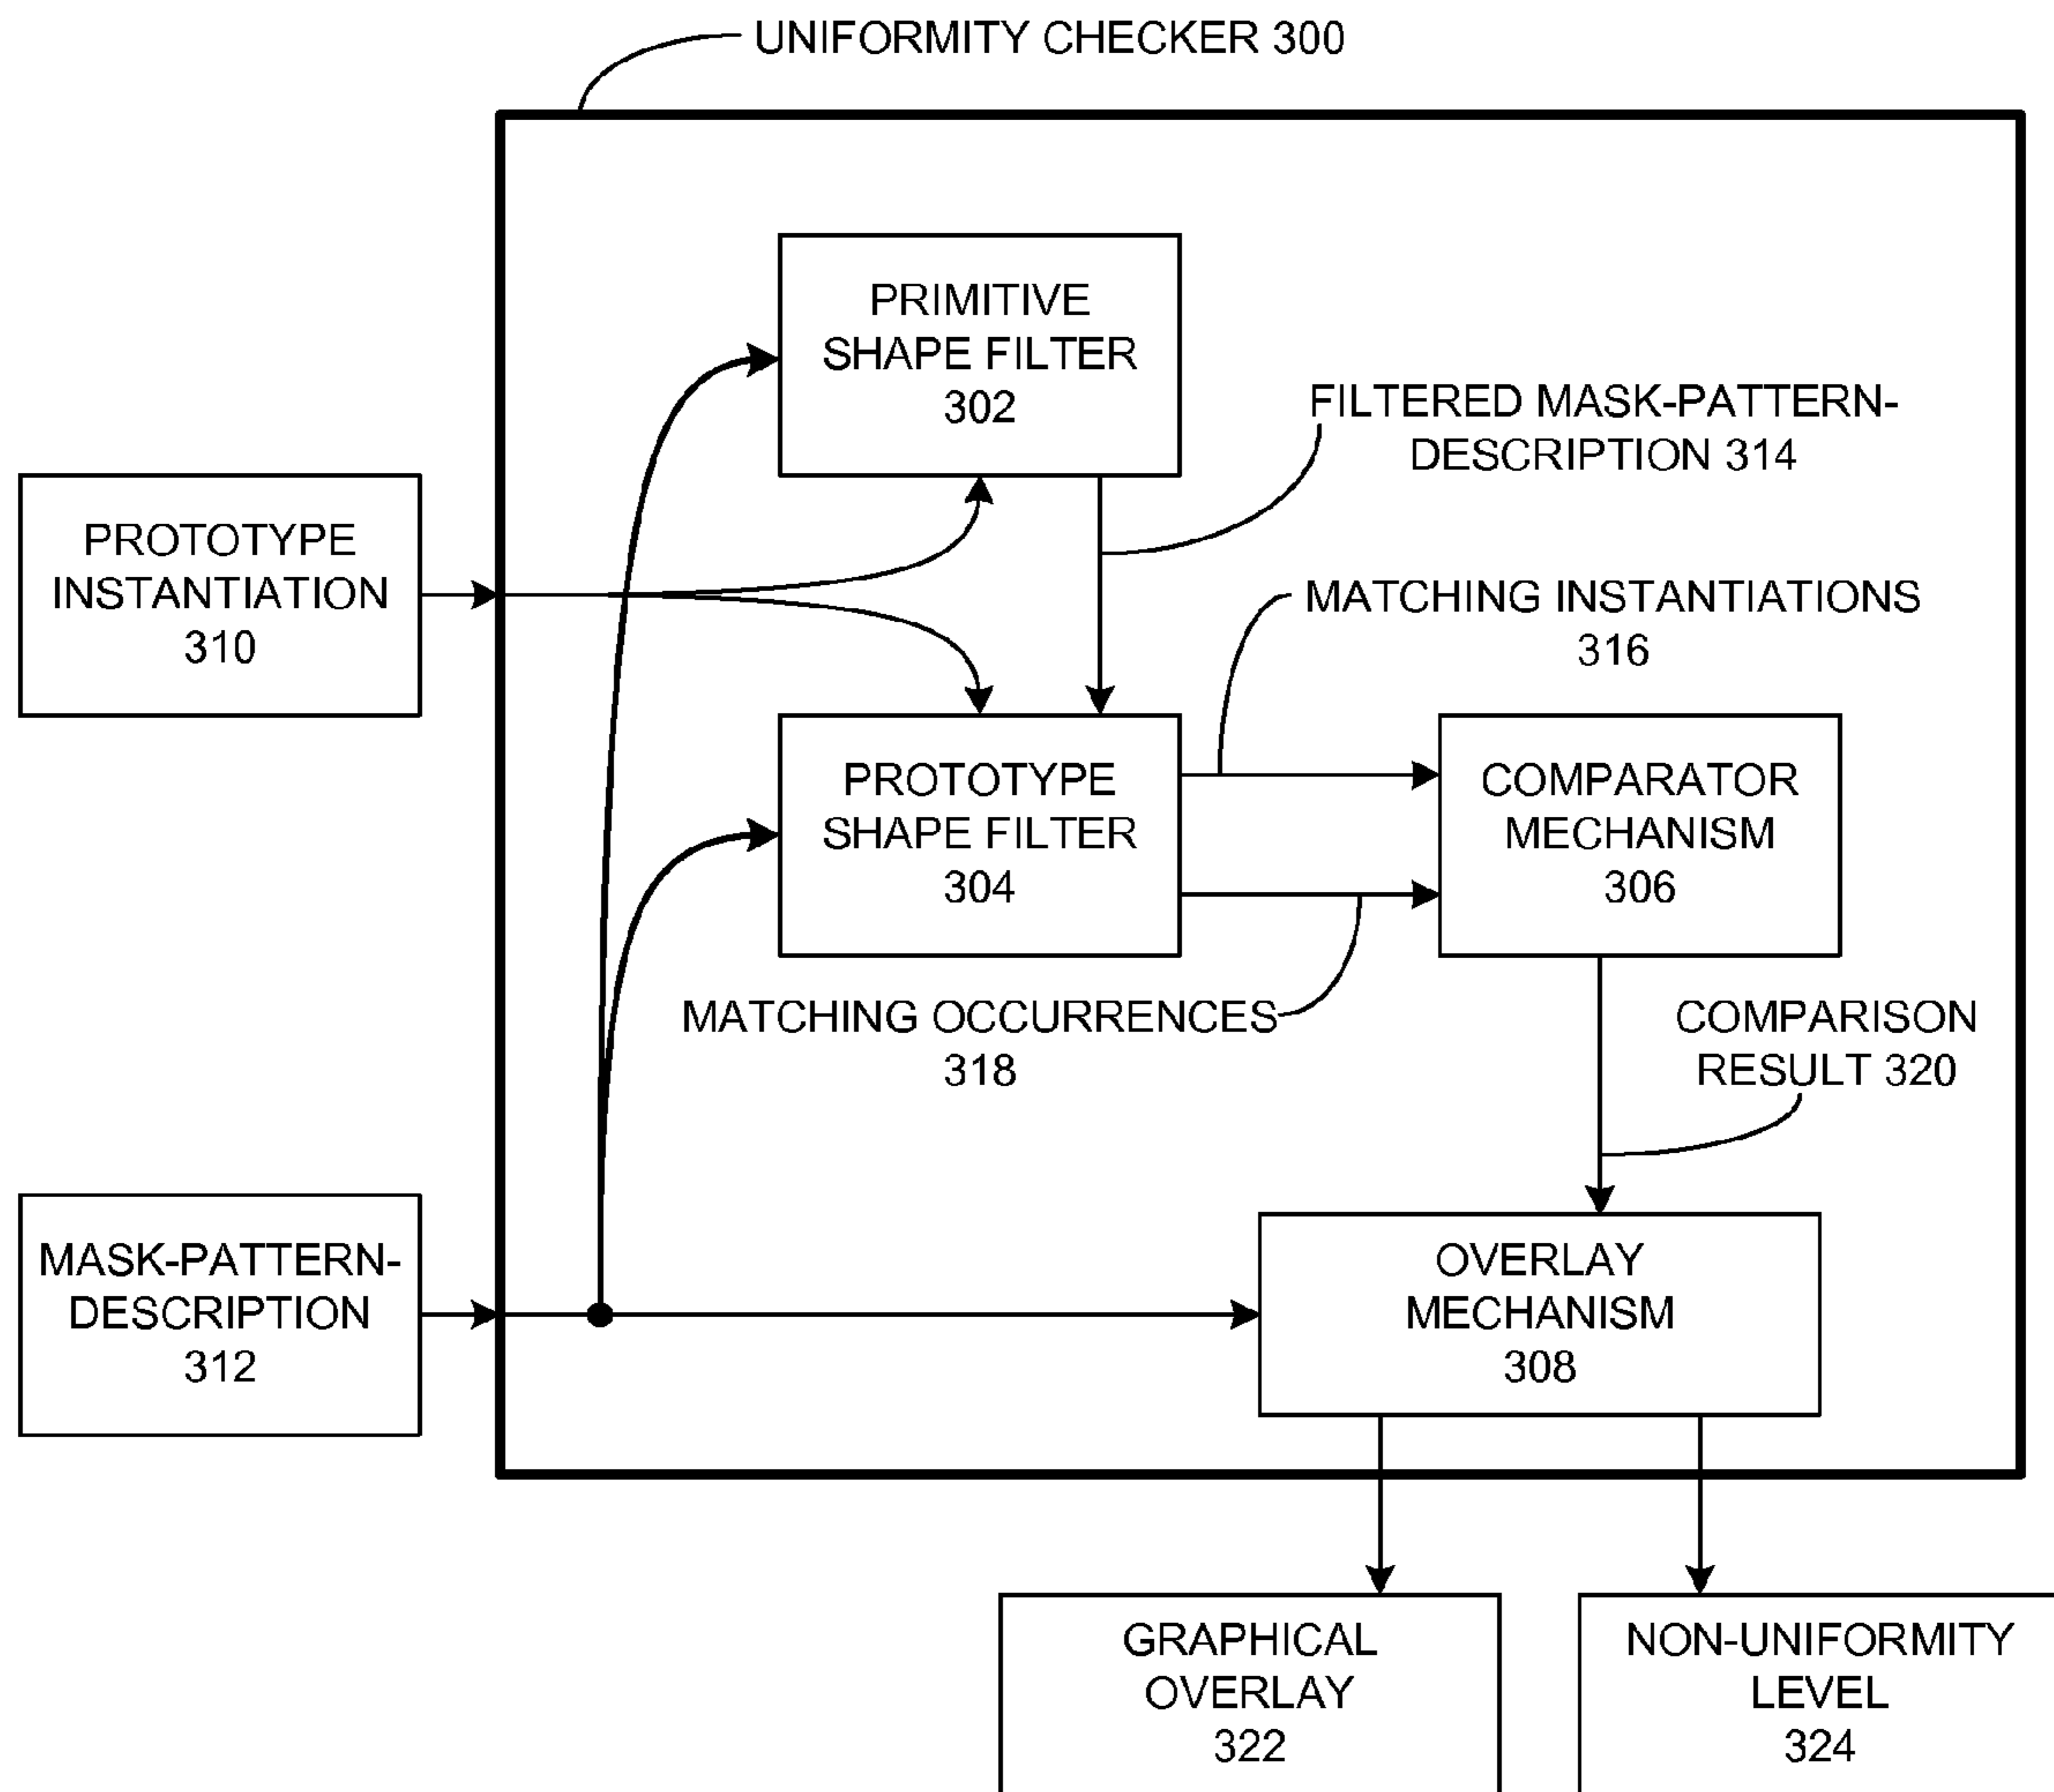 UNIFORMITY CHECKER 300
PRIMITIVE
SHAPE FILTER
302
FILTERED MASK-PATTERN-
DESCRIPTION 314
PROTOTYPE
INSTANTIATION
310
MATCHING INSTANTIATIONS
316
PROTOTYPE
SHAPE FILTER
304
COMPARATOR
MECHANISM
306
MATCHING OCCURRENCES
318
COMPARISON
RESULT 320
MASK-PATTERN-
DESCRIPTION
312
OVERLAY
MECHANISM
308
GRAPHICAL
OVERLAY
322
NON-UNIFORMITY
LEVEL
324